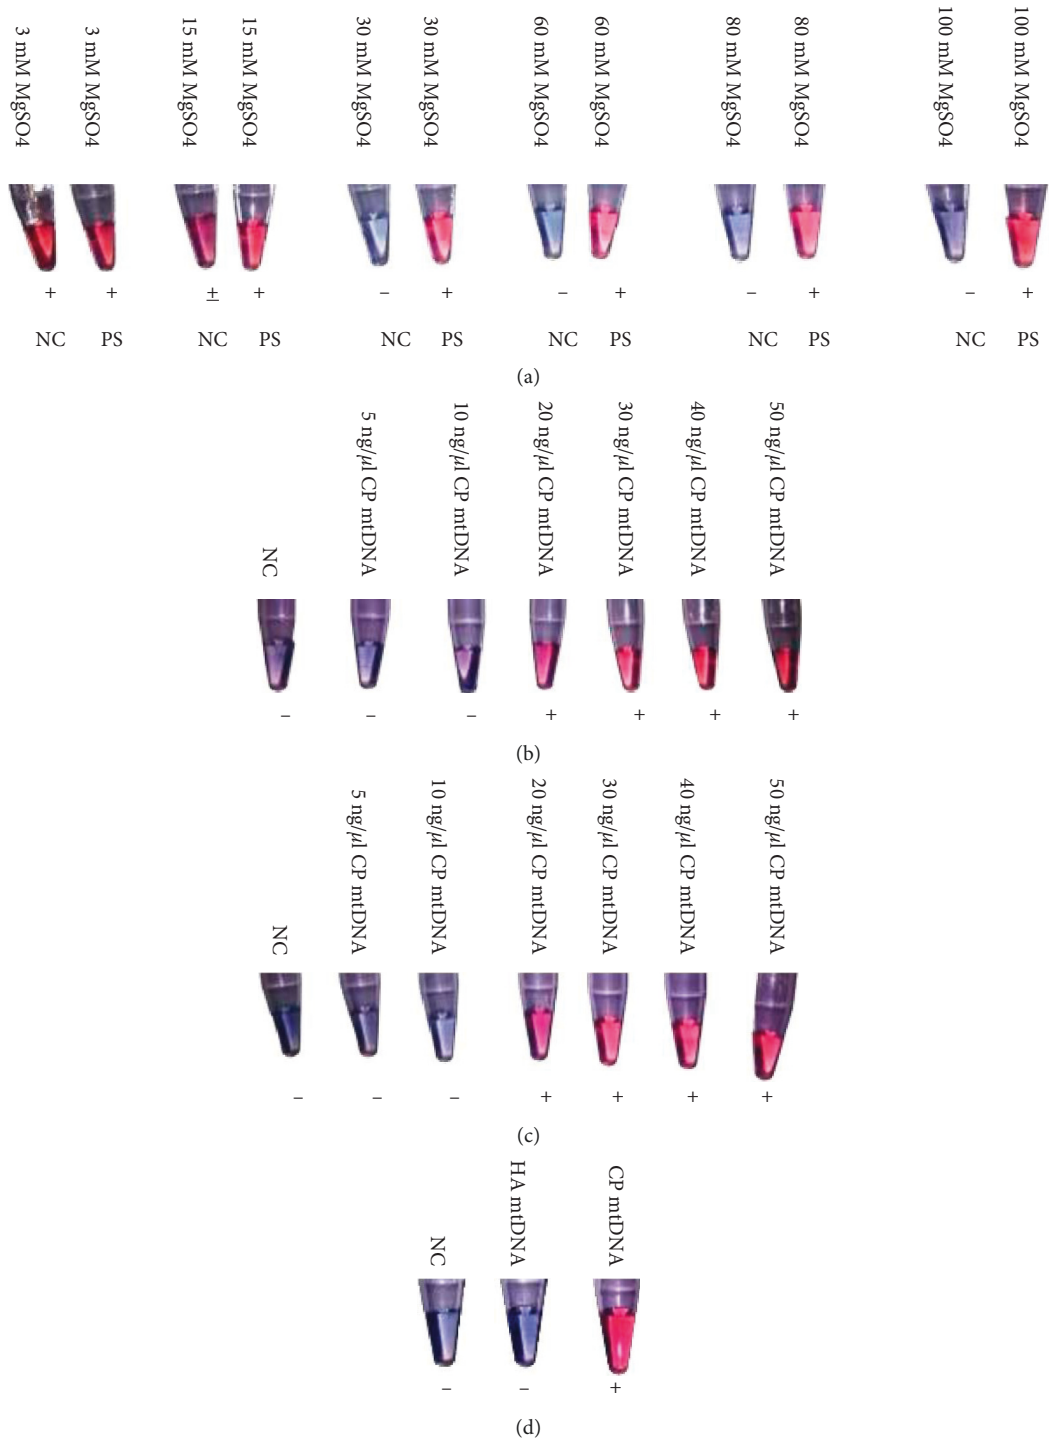 3 mM MgSO4
3 mM MgSO4
15 mM MgSO4
15 mM MgSO4
30 mM MgSO4
30 mM MgSO4
60 mM MgSO4
60 mM MgSO4
80 mM MgSO4
80 mM MgSO4
100 mM MgSO4
100 mM MgSO4
+ + ± + – + – + – + – +
NC PS NC PS NC PS NC PS NC PS NC PS
(a)
NC
5 ng/μl CP mtDNA
10 ng/μl CP mtDNA
20 ng/μl CP mtDNA
30 ng/μl CP mtDNA
40 ng/μl CP mtDNA
50 ng/μl CP mtDNA
– – – + + + +
(b)
NC
5 ng/μl CP mtDNA
10 ng/μl CP mtDNA
20 ng/μl CP mtDNA
30 ng/μl CP mtDNA
40 ng/μl CP mtDNA
50 ng/μl CP mtDNA
– – – + + + +
(c)
NC
HA mtDNA
CP mtDNA
– – +
(d)